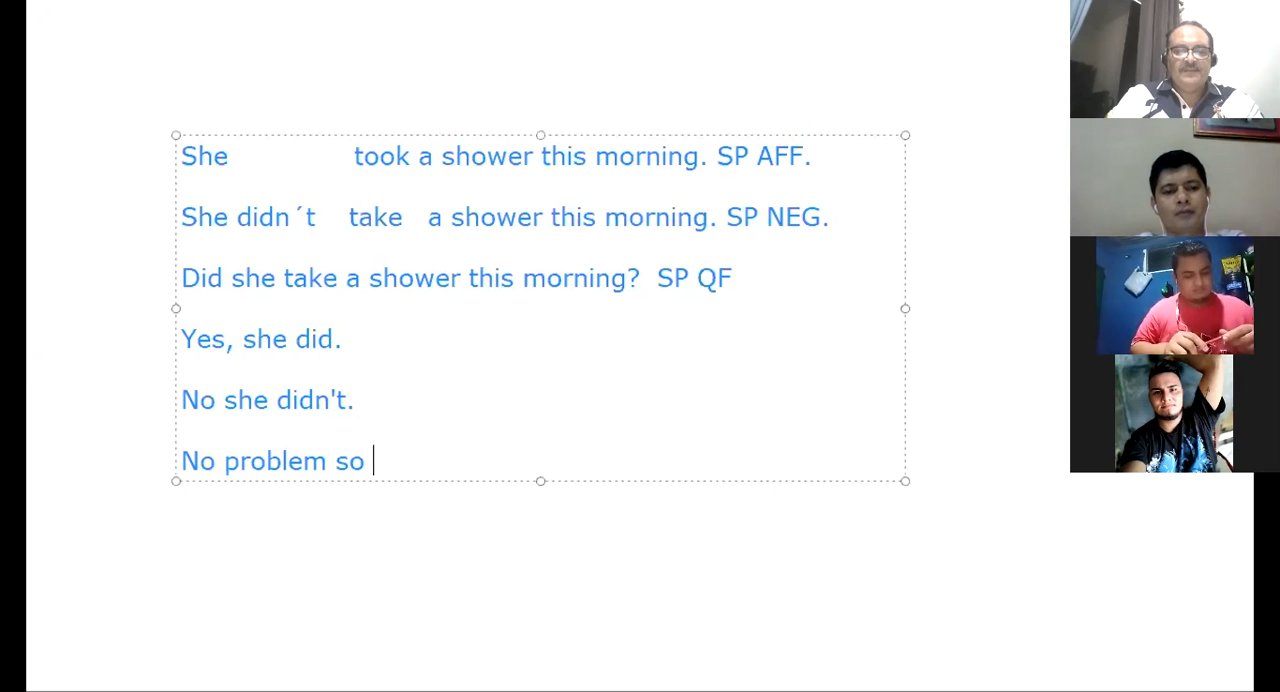 She took a shower this morning. SP AFF.
She didn´t take a shower this morning. SP NEG.
Did she take a shower this morning? SP QF
Yes, she did.
No she didn't.
No problem so